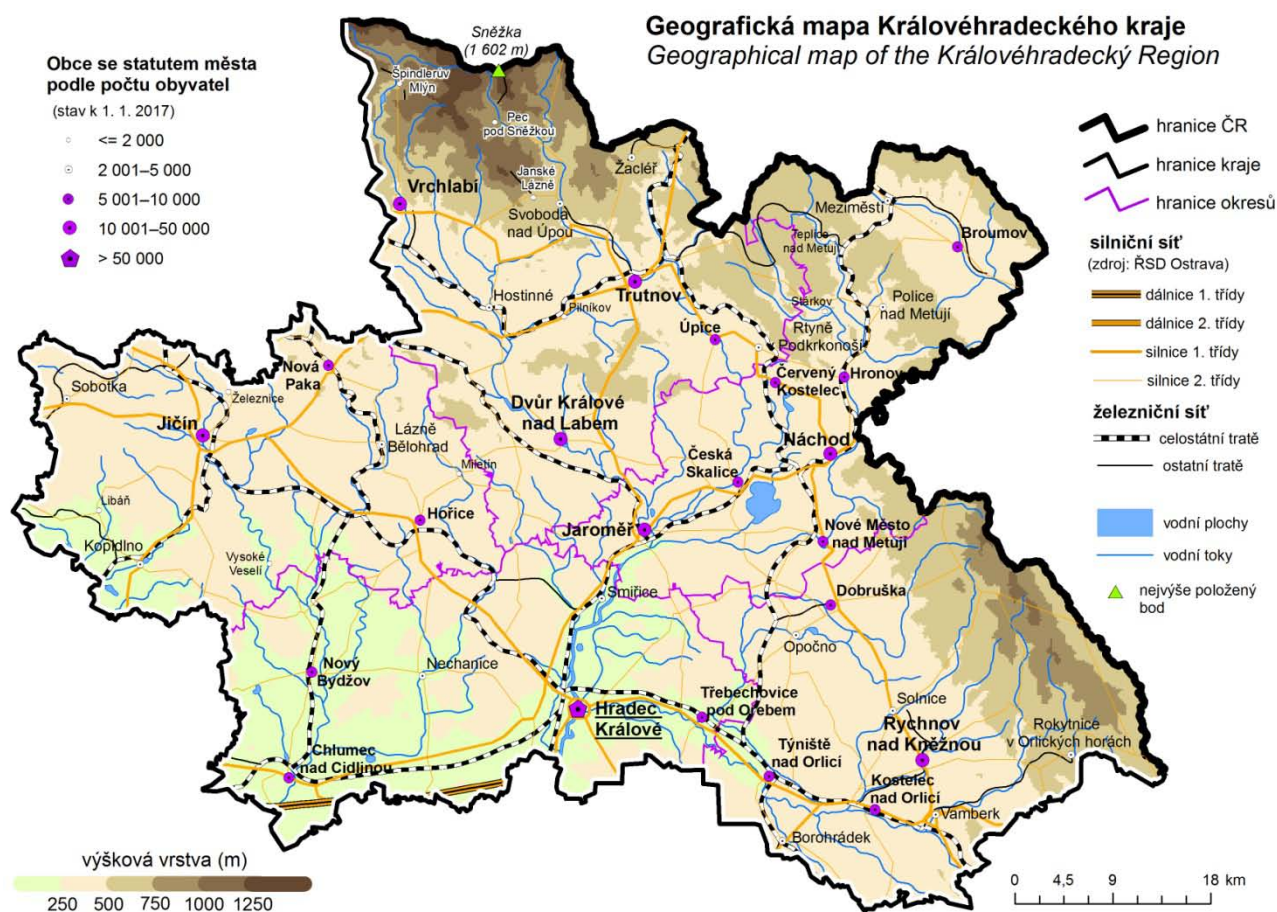 Geografická mapa Královéhradeckého kraje
Geographical map of the Královéhradecký Region
Obce se statutem města
podle počtu obyvatel
(stav k 1. 1. 2017)
<= 2 000
2 001–5 000
5 001–10 000
10 001–50 000
> 50 000
hranice ČR
hranice kraje
hranice okresů
silniční síť
(zdroj: ŘSD Ostrava)
dálnice 1. třídy
dálnice 2. třídy
silnice 1. třídy
silnice 2. třídy
železniční síť
celostátní tratě
ostatní tratě
vodní plochy
vodní toky
nejvýše položený
bod
Sněžka
(1 602 m)
Špindlerův
Mlýn
Pec
pod Sněžkou
Žacléř
Janské
Lázně
Vrchlabí
Svoboda
nad Úpou
Meziměstí
Broumov
Teplice
nad Metují
Trutnov
Hostinné
Pilníkov
Stárkov
Police
nad Metují
Úpice
Rtyně
v Podkrkonoší
Nová
Paka
Červený
Kostelec
Hronov
Sobotka
Železnice
Jičín
Lázně
Bělohrad
Dvůr Králové
nad Labem
Náchod
Česká
Skalice
Miletín
Libáň
Hořice
Jaroměř
Nové Město
nad Metují
Kopidlno
Vysoké
Veselí
Smiřice
Dobruška
Opočno
Nový
Bydžov
Nechanice
Třebechovice
pod Orebem
Solnice
Hradec
Králové
Rychnov
nad Kněžnou
Rokytnice
v Orlických horách
Chlumec
nad Cidlinou
Týniště
nad Orlicí
Kostelec
nad Orlicí
Vamberk
Borohrádek
výšková vrstva (m)
250 500 750 1000 1250
0 4,5 9 18 km